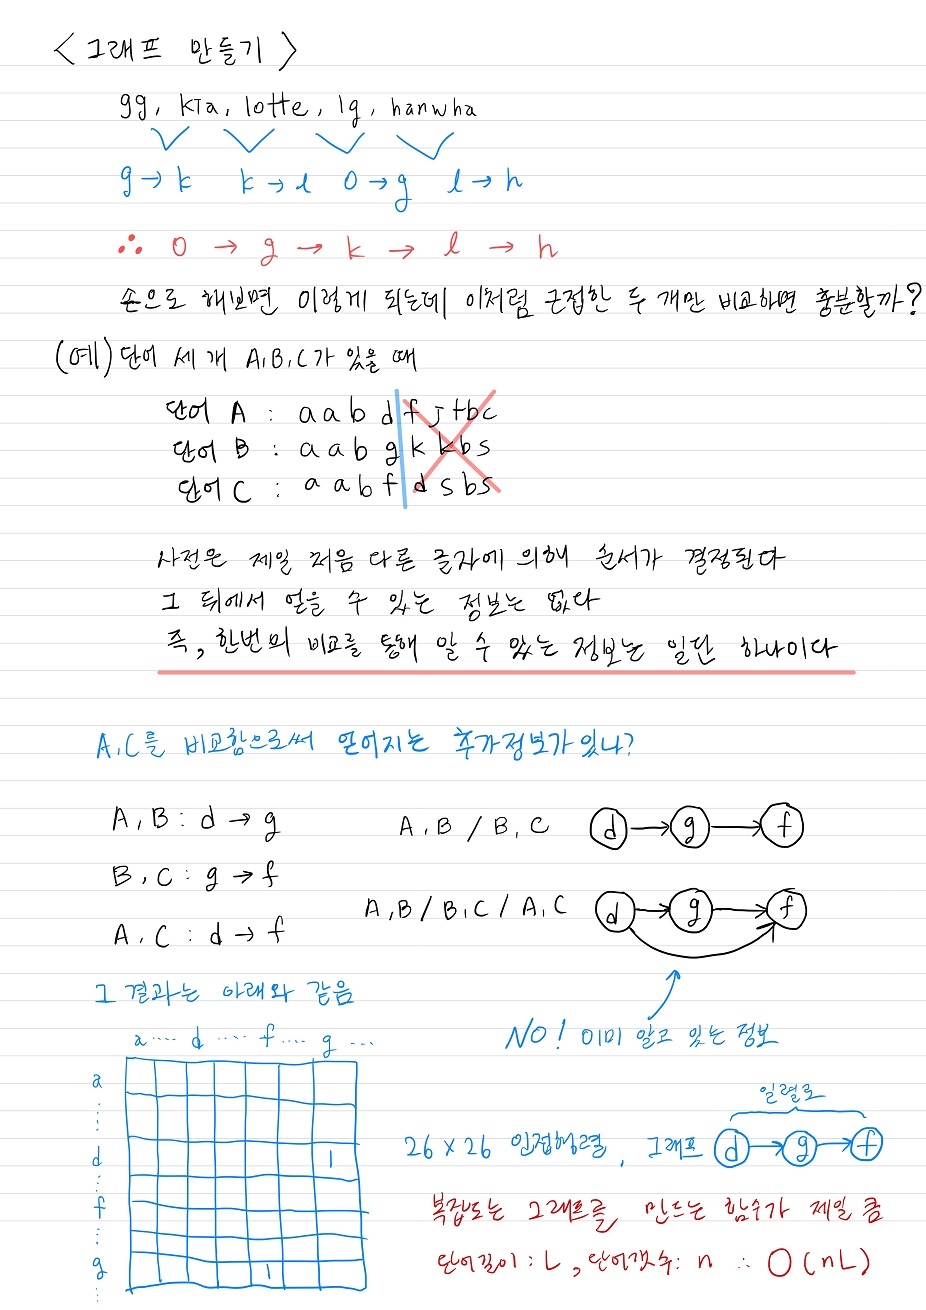 <그래프 만들기>
gg, kia, lotte, lg, hanwha
g→k k→l o→g l→h
∴ o → g → k → l → h
손으로 해보면 이렇게 되는데 이처럼 근접한 두 개만 비교하면 충분할까?
(예) 단어 세 개 A,B,C가 있을 때
단어 A : a a b d f j t b c
단어 B : a a b g k k b s
단어 C : a a b f d s b s
사전은 제일 처음 다른 글자에 의해 순서가 결정된다
그 뒤에서 얻을 수 있는 정보는 없다
즉, 한번의 비교를 통해 알 수 있는 정보는 일단 하나이다
A,C를 비교함으로써 얻어지는 추가정보가있나?
A, B : d → g
B, C : g → f
A, C : d → f
A, B / B, C d → g → f
A, B / B, C / A, C d → g → f
NO! 이미 알고 있는 정보
그 결과는 아래와 같음
a .... d .... f .... g ...
a
⋮
d 1
⋮
f
⋮
g 1
⋮
26 × 26 인접행렬, 그래프 d → g → f
일렬로
복잡도는 그래프를 만드는 함수가 제일 큼
단어길이 : L, 단어갯수: n ∴ O(nL)